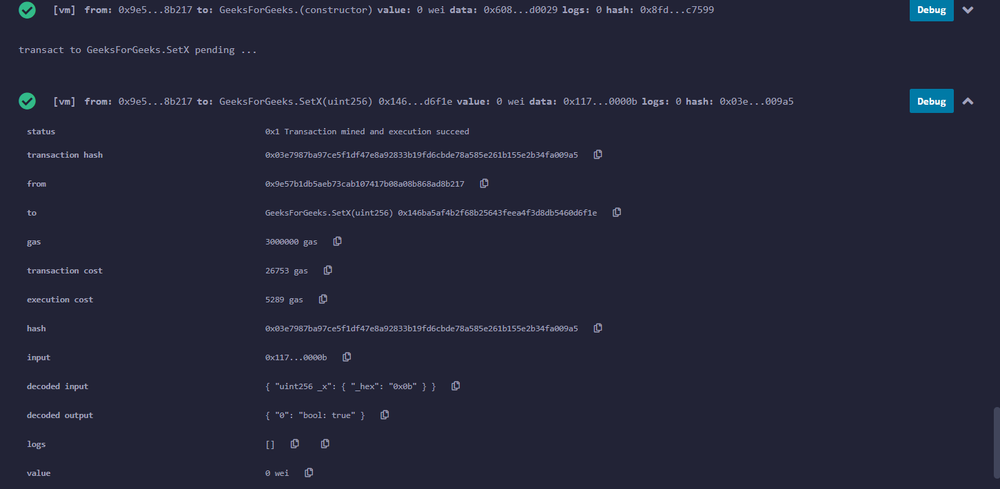 [vm] from: 0x9e5...8b217 to: GeeksForGeeks.(constructor) value: 0 wei data: 0x608...d0029 logs: 0 hash: 0x8fd...c7599 Debug
transact to GeeksForGeeks.SetX pending ...
[vm] from: 0x9e5...8b217 to: GeeksForGeeks.SetX(uint256) 0x146...d6f1e value: 0 wei data: 0x117...0000b logs: 0 hash: 0x03e...009a5 Debug
status 0x1 Transaction mined and execution succeed
transaction hash 0x03e7987ba97ce5f1df47e8a92833b19fd6cbde78a585e261b155e2b34fa009a5
from 0x9e57b1db5aeb73cab107417b08a08b868ad8b217
to GeeksForGeeks.SetX(uint256) 0x146ba5af4b2f68b25643feea4f3d8db5460d6f1e
gas 3000000 gas
transaction cost 26753 gas
execution cost 5289 gas
hash 0x03e7987ba97ce5f1df47e8a92833b19fd6cbde78a585e261b155e2b34fa009a5
input 0x117...0000b
decoded input { "uint256 _x": { "_hex": "0x0b" } }
decoded output { "0": "bool: true" }
logs []
value 0 wei